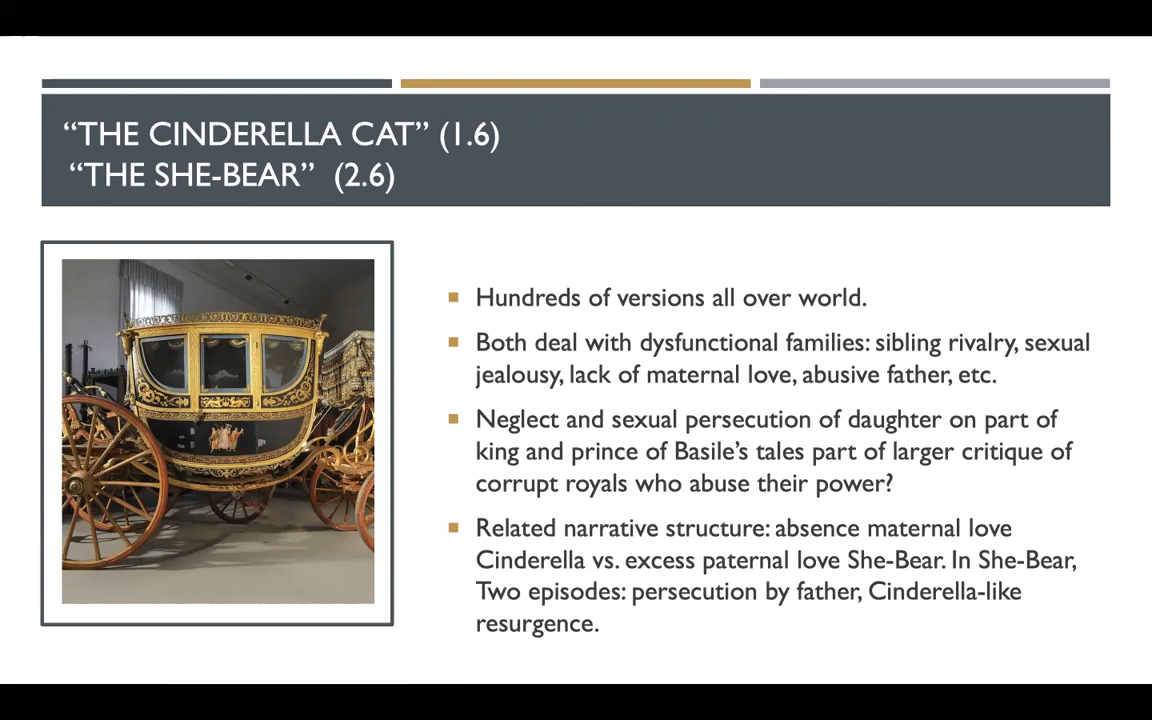 “THE CINDERELLA CAT” (1.6)
“THE SHE-BEAR” (2.6)
Hundreds of versions all over world.
Both deal with dysfunctional families: sibling rivalry, sexual
jealousy, lack of maternal love, abusive father, etc.
Neglect and sexual persecution of daughter on part of
king and prince of Basile’s tales part of larger critique of
corrupt royals who abuse their power?
Related narrative structure: absence maternal love
Cinderella vs. excess paternal love She-Bear. In She-Bear,
Two episodes: persecution by father, Cinderella-like
resurgence.